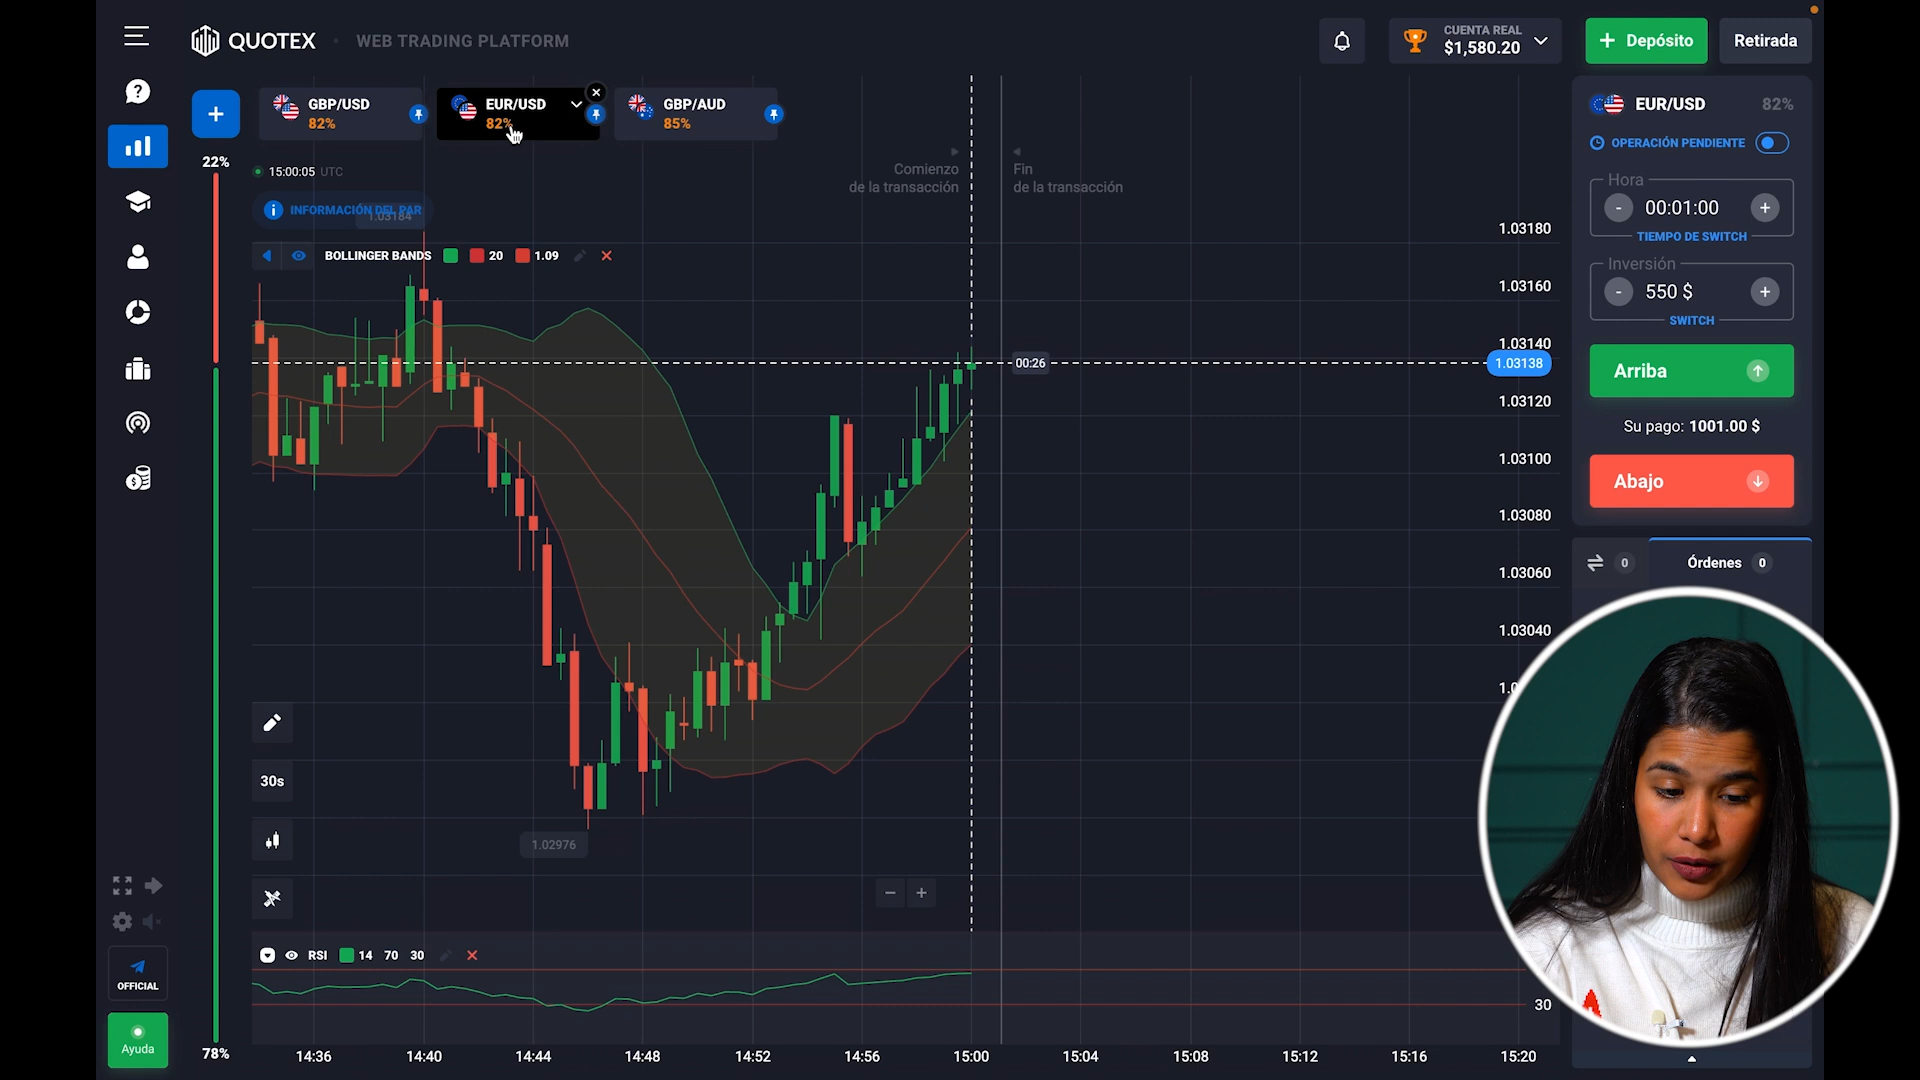 QUOTEX
WEB TRADING PLATFORM
CUENTA REAL
$1,580.20
+ Depósito
Retirada
GBP/USD
82%
EUR/USD
82%
GBP/AUD
85%
22%
15:00:05 UTC
INFORMACIÓN DEL PAR
1.03184
BOLLINGER BANDS 20 1.09
Comienzo
de la transacción
Fin
de la transacción
EUR/USD 82%
OPERACIÓN PENDIENTE
Hora
- 00:01:00 +
TIEMPO DE SWITCH
Inversión
- 550 $ +
SWITCH
Arriba
Su pago: 1001.00 $
Abajo
0
Órdenes 0
1.03180
1.03160
1.03140
1.03138
1.03120
1.03100
1.03080
1.03060
1.03040
00:26
30s
1.02976
RSI 14 70 30
30
OFFICIAL
Ayuda
78%
14:36 14:40 14:44 14:48 14:52 14:56 15:00 15:04 15:08 15:12 15:16 15:20